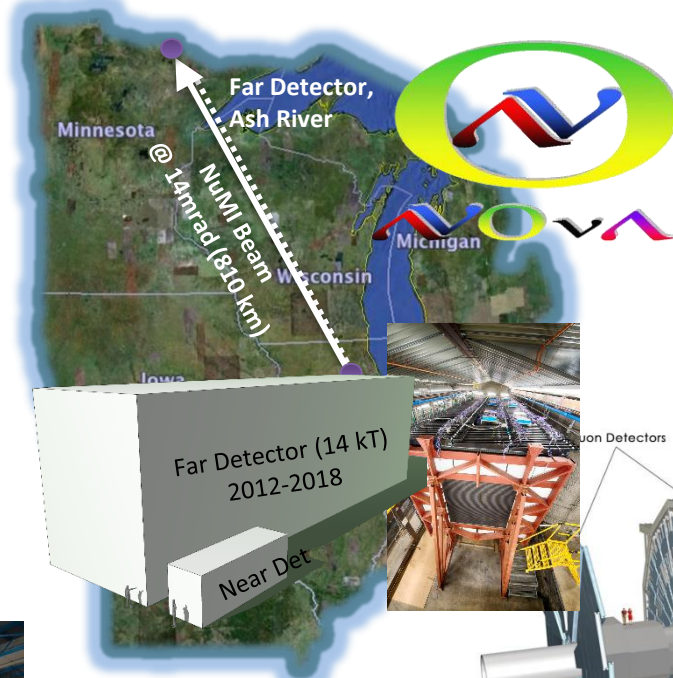 Far Detector,
Ash River
Minnesota
NuMI Beam
@ 14mrad (810 km)
NOvA
Michigan
Wisconsin
Iowa
Far Detector (14 kT)
2012-2018
Near Det
uon Detectors